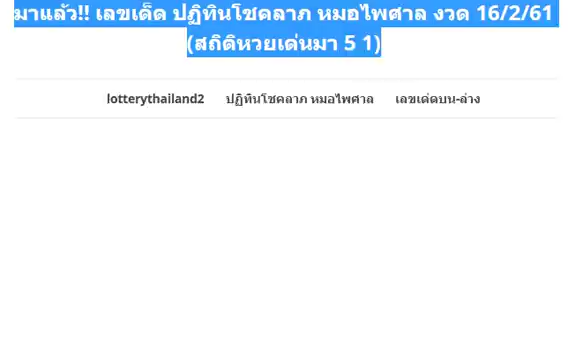 มาแล้ว!! เลขเด็ด ปฏิทินโชคลาภ หมอไพศาล งวด 16/2/61
(สถิติหวยเด่นมา 5 1)
lotterythailand2 ปฏิทินโชคลาภ หมอไพศาล เลขเด็ดบน-ล่าง